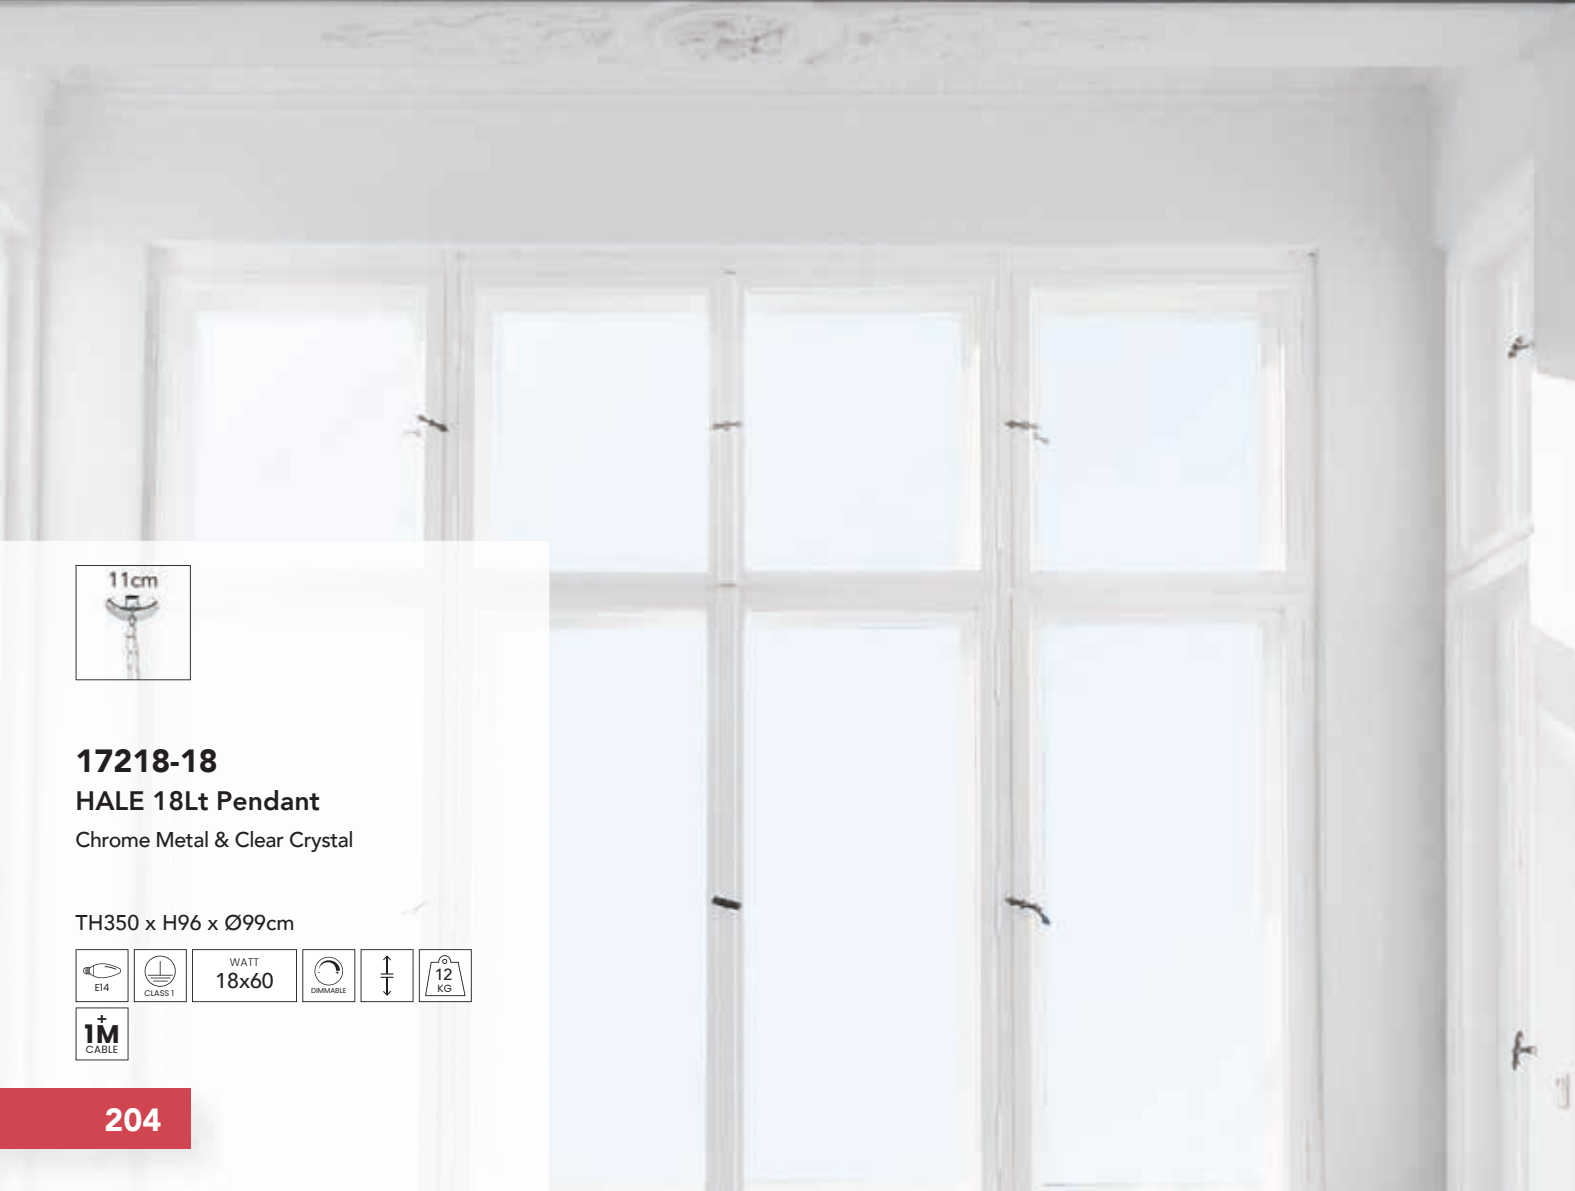 11cm
17218-18
HALE 18Lt Pendant
Chrome Metal & Clear Crystal
TH350 x H96 x Ø99cm
E14
CLASS 1
WATT
18x60
DIMMABLE
12
KG
+
1M
CABLE
204